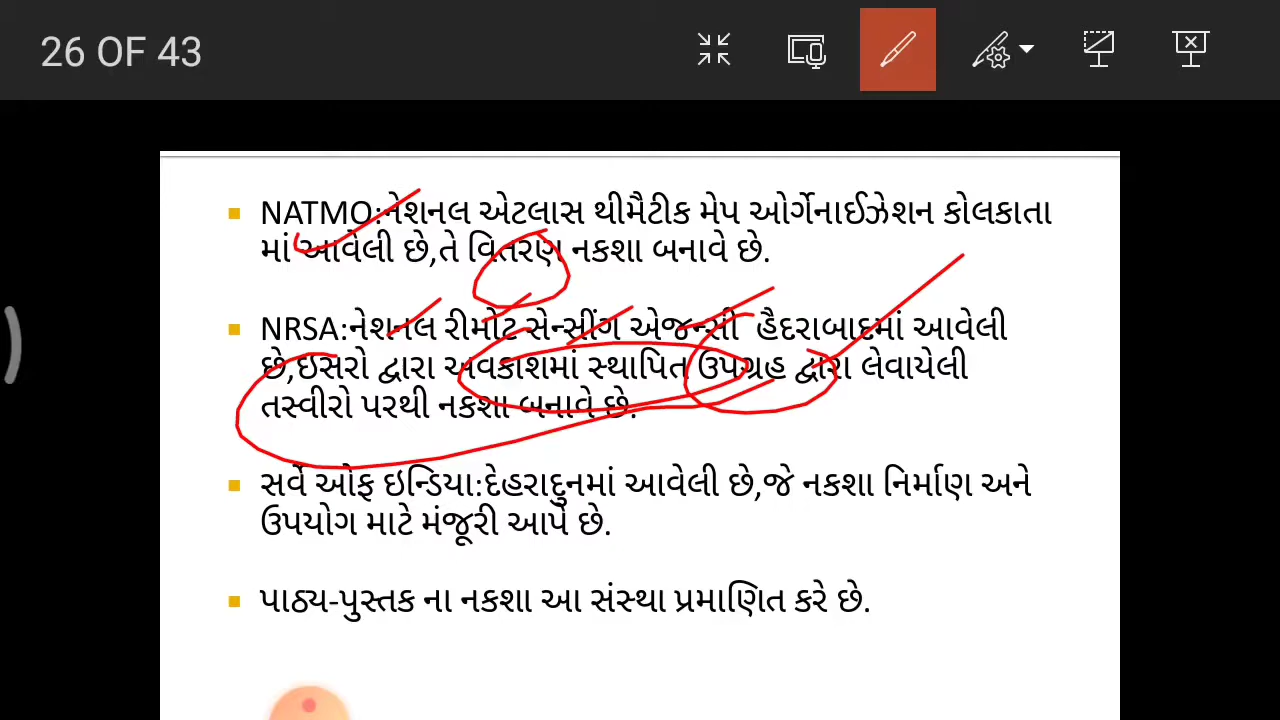 26 OF 43
NATMO:નેશનલ એટલાસ થીમૈટીક મેપ ઓર્ગેનાઈઝેશન કોલકાતા
માં આવેલી છે,તે વિતરણ નકશા બનાવે છે.
NRSA:નેશનલ રીમોટ સેન્સીંગ એજન્સી હૈદરાબાદમાં આવેલી
છે,ઇસરો દ્વારા અવકાશમાં સ્થાપિત ઉપગ્રહ દ્વારા લેવાયેલી
તસ્વીરો પરથી નકશા બનાવે છે.
સર્વે ઓફ ઇન્ડિયા:દેહરાદુનમાં આવેલી છે,જે નકશા નિર્માણ અને
ઉપયોગ માટે મંજૂરી આપે છે.
પાઠ્ય-પુસ્તક ના નકશા આ સંસ્થા પ્રમાણિત કરે છે.